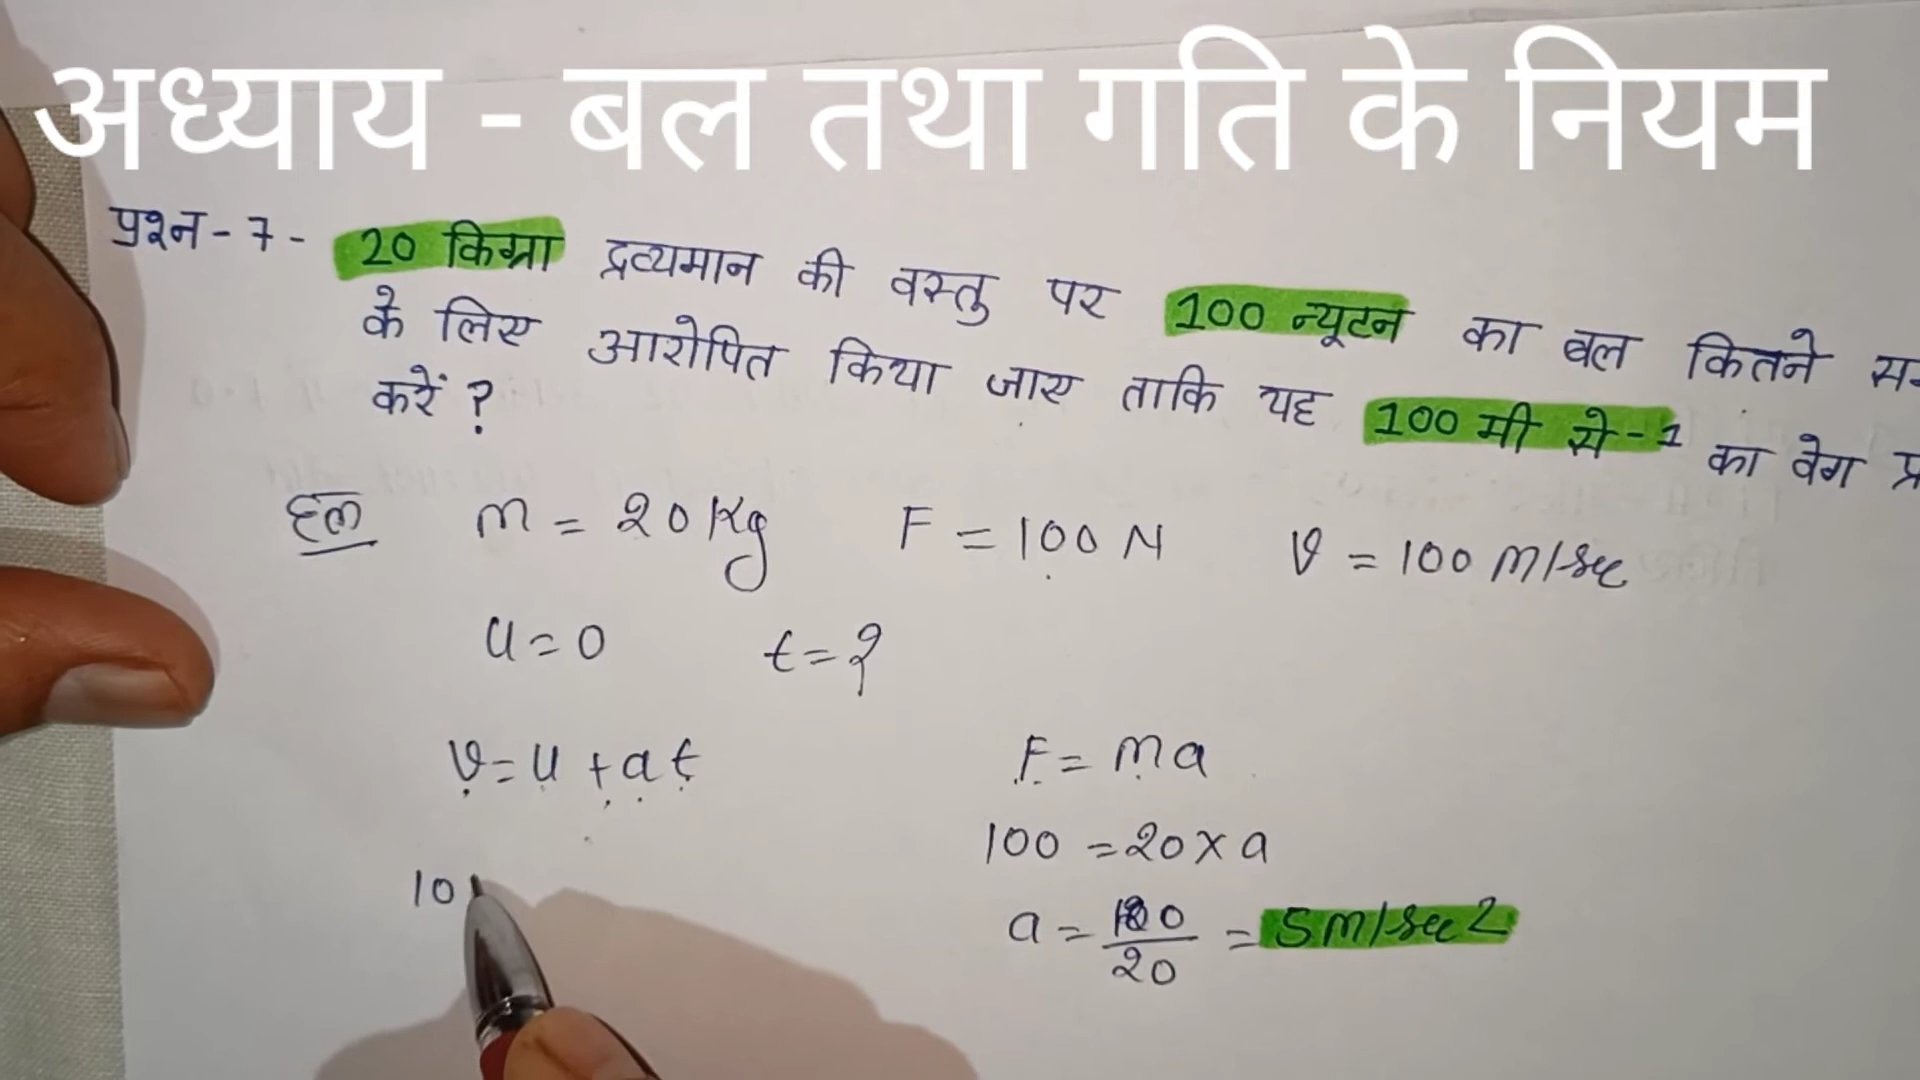 अध्याय - बल तथा गति के नियम
प्रश्न - 7 - 20 किग्रा द्रव्यमान की वस्तु पर 100 न्यूटन का बल कितने
के लिए आरोपित किया जाए ताकि यह 100 मी से-1 का वेग
करें ?
हल m = 20 Kg F = 100 N v = 100 m/sec
u = 0 t = ?
v = u + at F = ma
100 = 20 x a
10 a = 100/20 = 5 m/sec2